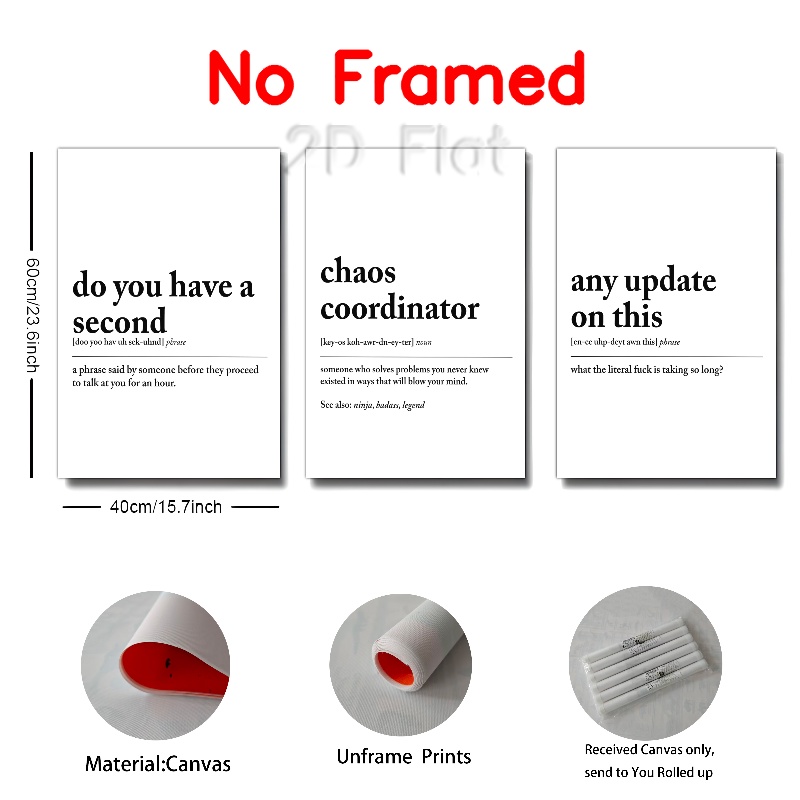 No Framed
2D Flat
60cm/23.6inch
do you have a
second
[doo yoo hav uh sek-uhnd] phrase
a phrase said by someone before they proceed
to talk at you for an hour.
chaos
coordinator
[key-os koh-awr-dn-ey-ter] noun
someone who solves problems you never knew
existed in ways that will blow your mind.
See also: ninja, badass, legend
any update
on this
[en-ee uhp-deyt awn this] phrase
what the literal fuck is taking so long?
40cm/15.7inch
Material:Canvas
Unframe Prints
Received Canvas only,
send to You Rolled up